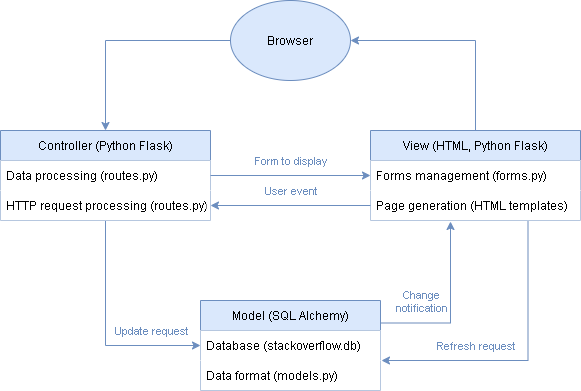 Browser
Controller (Python Flask)
View (HTML, Python Flask)
Data processing (routes.py)
Form to display
Forms management (forms.py)
User event
HTTP request processing (routes.py)
Page generation (HTML templates)
Change
notification
Model (SQL Alchemy)
Update request
Database (stackoverflow.db)
Refresh request
Data format (models.py)